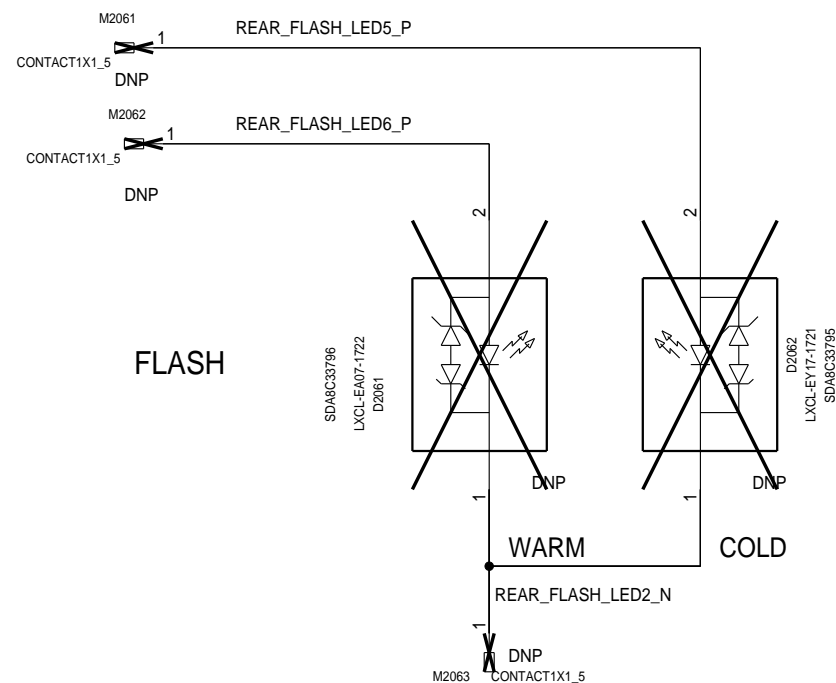 M2061
1
REAR_FLASH_LED5_P
CONTACT1X1_5
DNP
M2062
1
REAR_FLASH_LED6_P
CONTACT1X1_5
DNP
2
2
FLASH
SDA8C33796
LXCL-EA07-1722
D2061
D2062
LXCL-EY17-1721
SDA8C33795
DNP
DNP
1
1
WARM
COLD
REAR_FLASH_LED2_N
1
DNP
M2063
CONTACT1X1_5